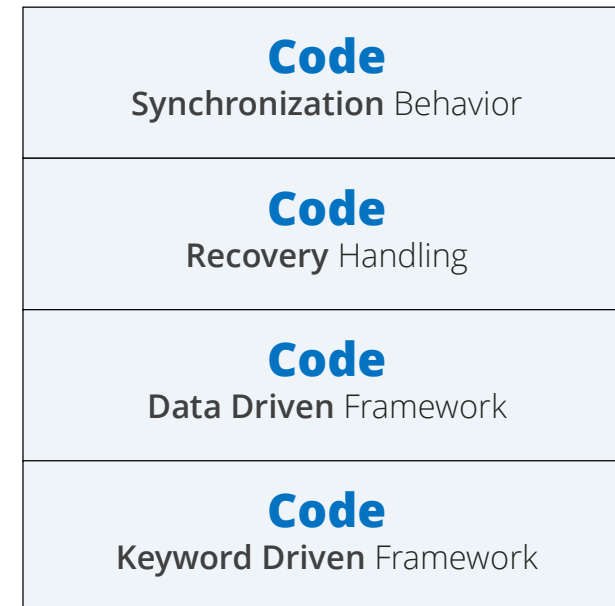 Code
Synchronization Behavior
Code
Recovery Handling
Code
Data Driven Framework
Code
Keyword Driven Framework